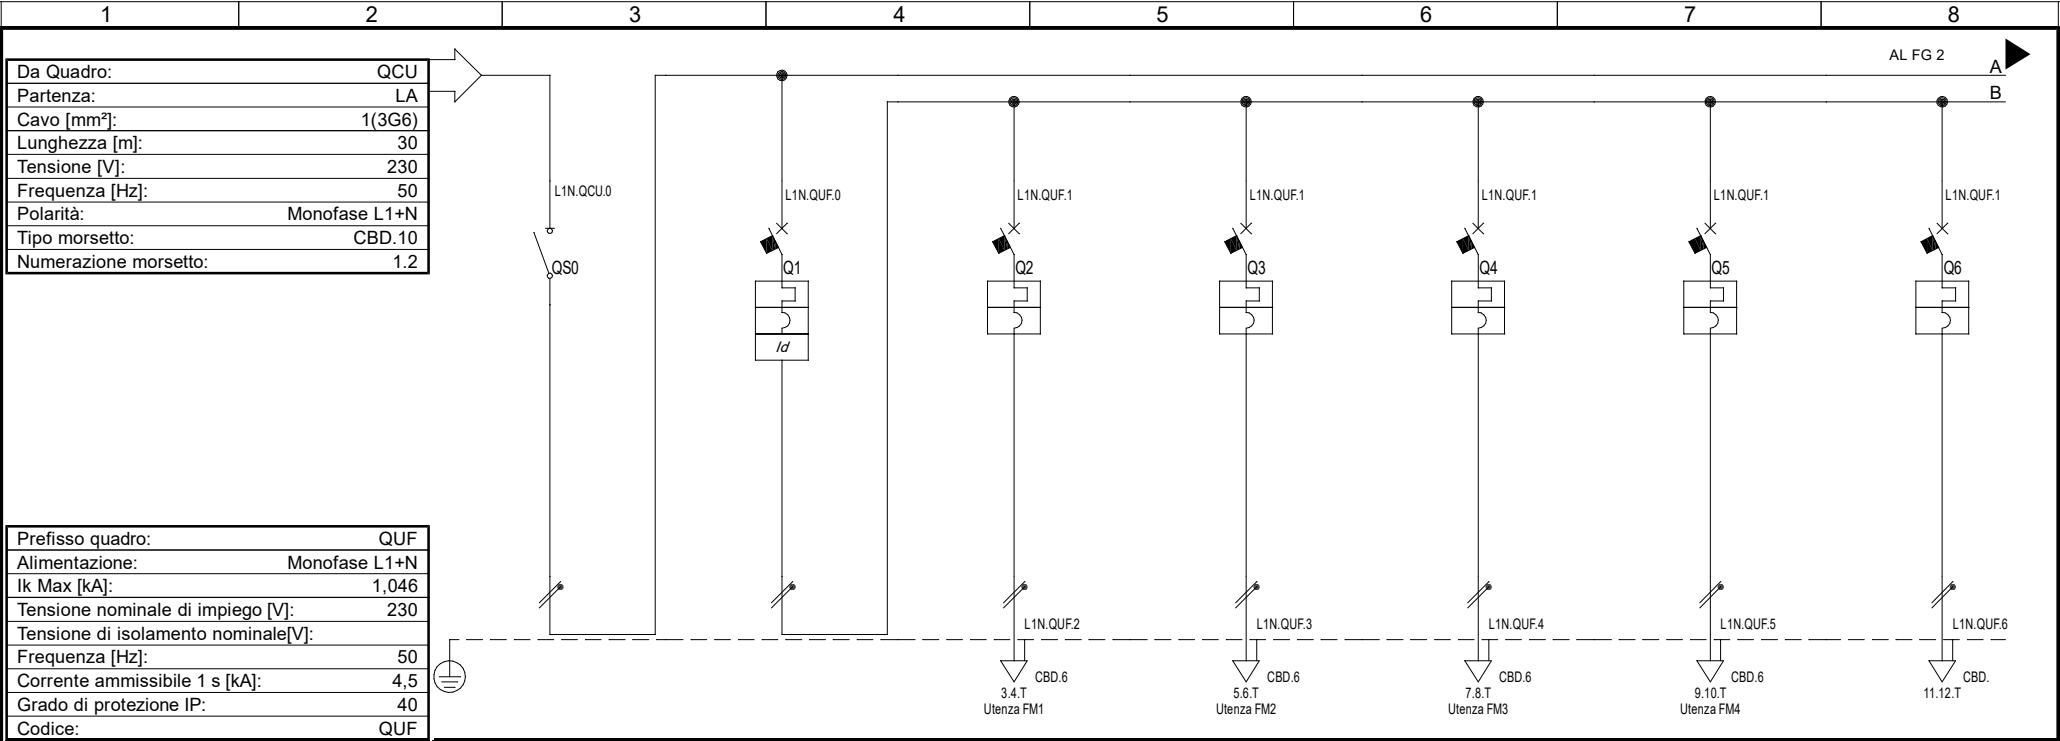 1 2 3 4 5 6 7 8
AL FG 2
A
B
Da Quadro: QCU
Partenza: LA
Cavo [mm²]: 1(3G6)
Lunghezza [m]: 30
Tensione [V]: 230
Frequenza [Hz]: 50
Polarità: Monofase L1+N
Tipo morsetto: CBD.10
Numerazione morsetto: 1.2
L1N.QCU.0 L1N.QUF.0 L1N.QUF.1 L1N.QUF.1 L1N.QUF.1 L1N.QUF.1 L1N.QUF.1
QS0 Q1 Q2 Q3 Q4 Q5 Q6
Id
Prefisso quadro: QUF
Alimentazione: Monofase L1+N
Ik Max [kA]: 1,046
Tensione nominale di impiego [V]: 230
Tensione di isolamento nominale[V]:
Frequenza [Hz]: 50
Corrente ammissibile 1 s [kA]: 4,5
Grado di protezione IP: 40
Codice: QUF
L1N.QUF.2 L1N.QUF.3 L1N.QUF.4 L1N.QUF.5 L1N.QUF.6
CBD.6 CBD.6 CBD.6 CBD.6 CBD.
3.4.T 5.6.T 7.8.T 9.10.T 11.12.T
Utenza FM1 Utenza FM2 Utenza FM3 Utenza FM4